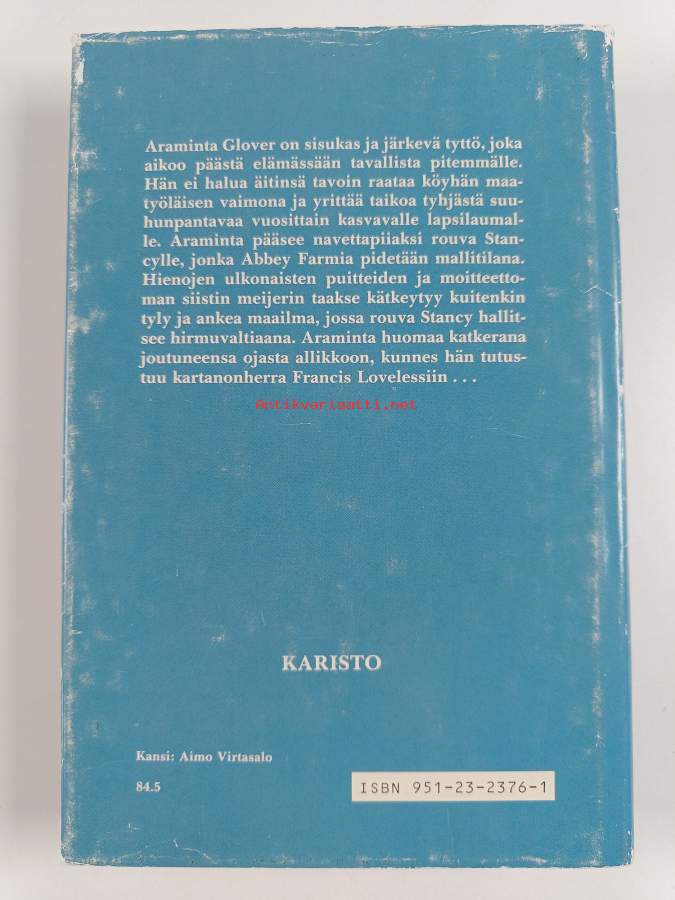 Araminta Glover on sisukas ja järkevä tyttö, joka
aikoo päästä elämässään tavallista pitemmälle.
Hän ei halua äitinsä tavoin raataa köyhän maa-
työläisen vaimona ja yrittää taikoa tyhjästä suu-
hunpantavaa vuosittain kasvavalle lapsilaumal-
le. Araminta pääsee navettapiiaksi rouva Stan-
cylle, jonka Abbey Farmia pidetään mallitilana.
Hienojen ulkonaisten puitteiden ja moitteetto-
man siistin meijerin taakse kätkeytyy kuitenkin
tyly ja ankea maailma, jossa rouva Stancy hallit-
see hirmuvaltiaana. Araminta huomaa katkerana
joutuneensa ojasta allikkoon, kunnes hän tutus-
tuu kartanonherra Francis Lovelessiin . . .
Antikvariaatti.net
KARISTO
Kansi: Aimo Virtasalo
84.5
ISBN 951-23-2376-1